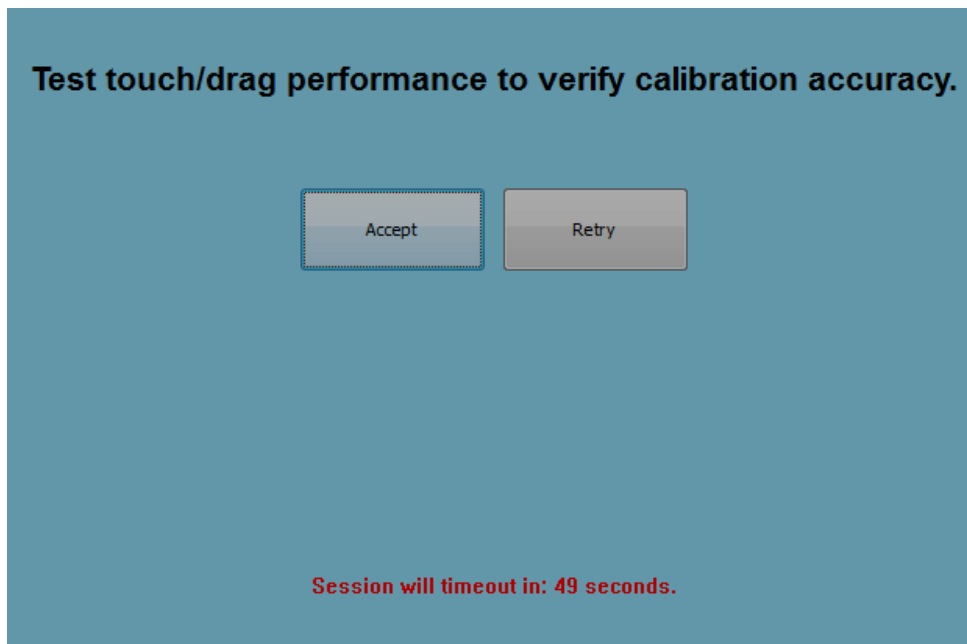 Test touch/drag performance to verify calibration accuracy.
Accept
Retry
Session will timeout in: 49 seconds.